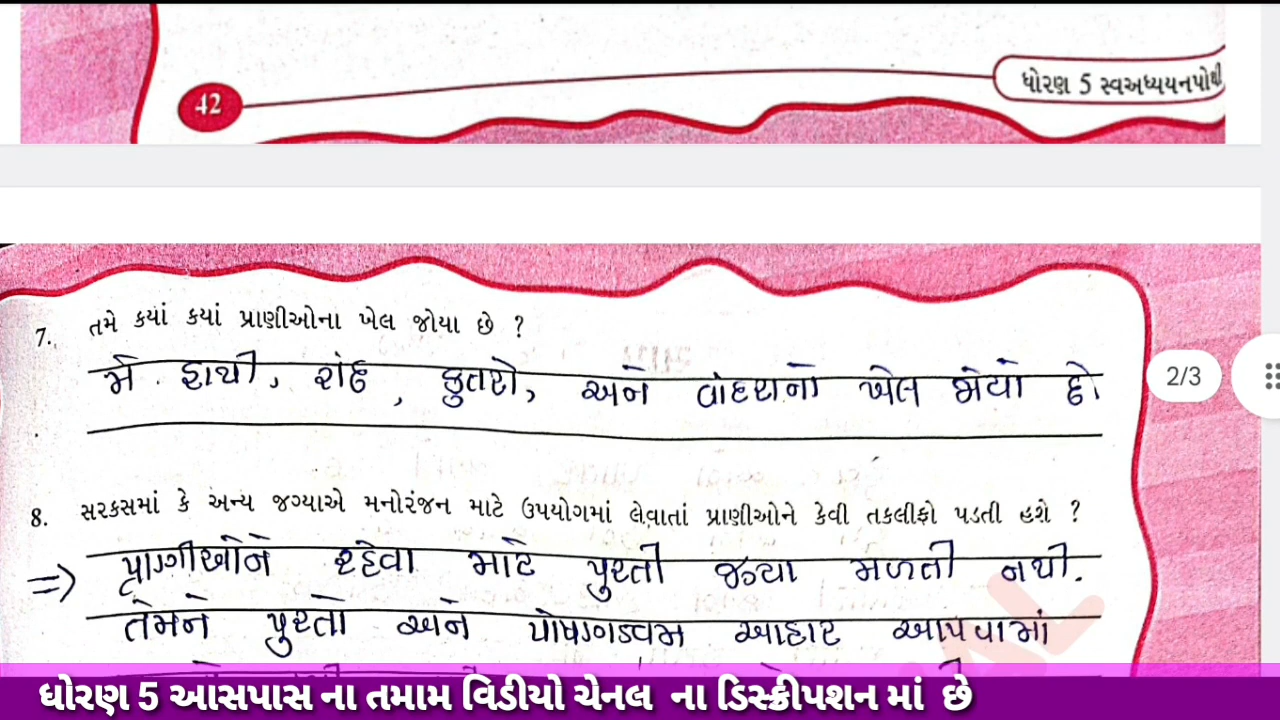 42
ધોરણ 5 સ્વઅધ્યયનપોથી
7. તમે કયાં કયાં પ્રાણીઓના ખેલ જોયા છે ?
મે હાથી, રીંછ, કુતરો, અને વાંદરાનો ખેલ જોયો છે.
2/3
8. સરકસમાં કે અન્ય જગ્યાએ મનોરંજન માટે ઉપયોગમાં લેવાતાં પ્રાણીઓને કેવી તકલીફો પડતી હશે ?
=> પ્રાણીઓને રહેવા માટે પુરતી જગ્યા મળતી નથી.
તેમને પુરતો અને પોષણક્ષમ આહાર આપવામાં
ધોરણ 5 આસપાસ ના તમામ વિડીયો ચેનલ ના ડિસ્ક્રીપશન માં છે